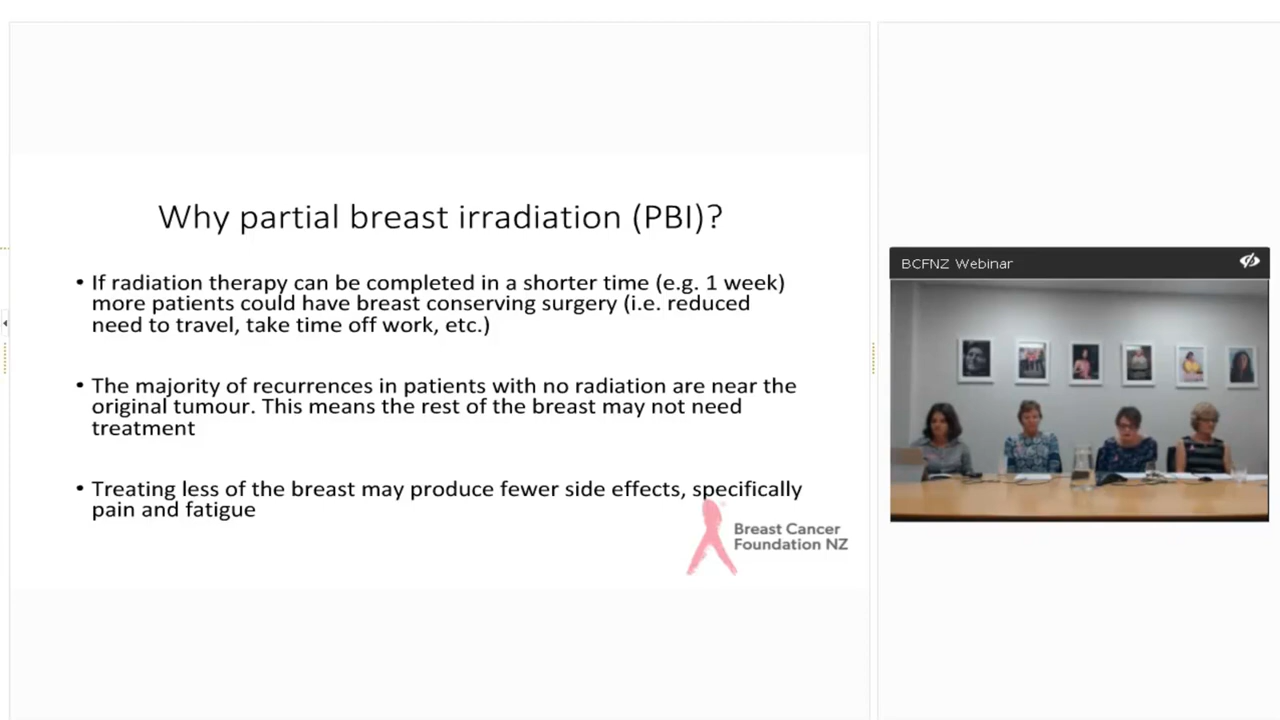 Why partial breast irradiation (PBI)?
• If radiation therapy can be completed in a shorter time (e.g. 1 week)
more patients could have breast conserving surgery (i.e. reduced
need to travel, take time off work, etc.)
• The majority of recurrences in patients with no radiation are near the
original tumour. This means the rest of the breast may not need
treatment
• Treating less of the breast may produce fewer side effects, specifically
pain and fatigue
Breast Cancer
Foundation NZ
BCFNZ Webinar